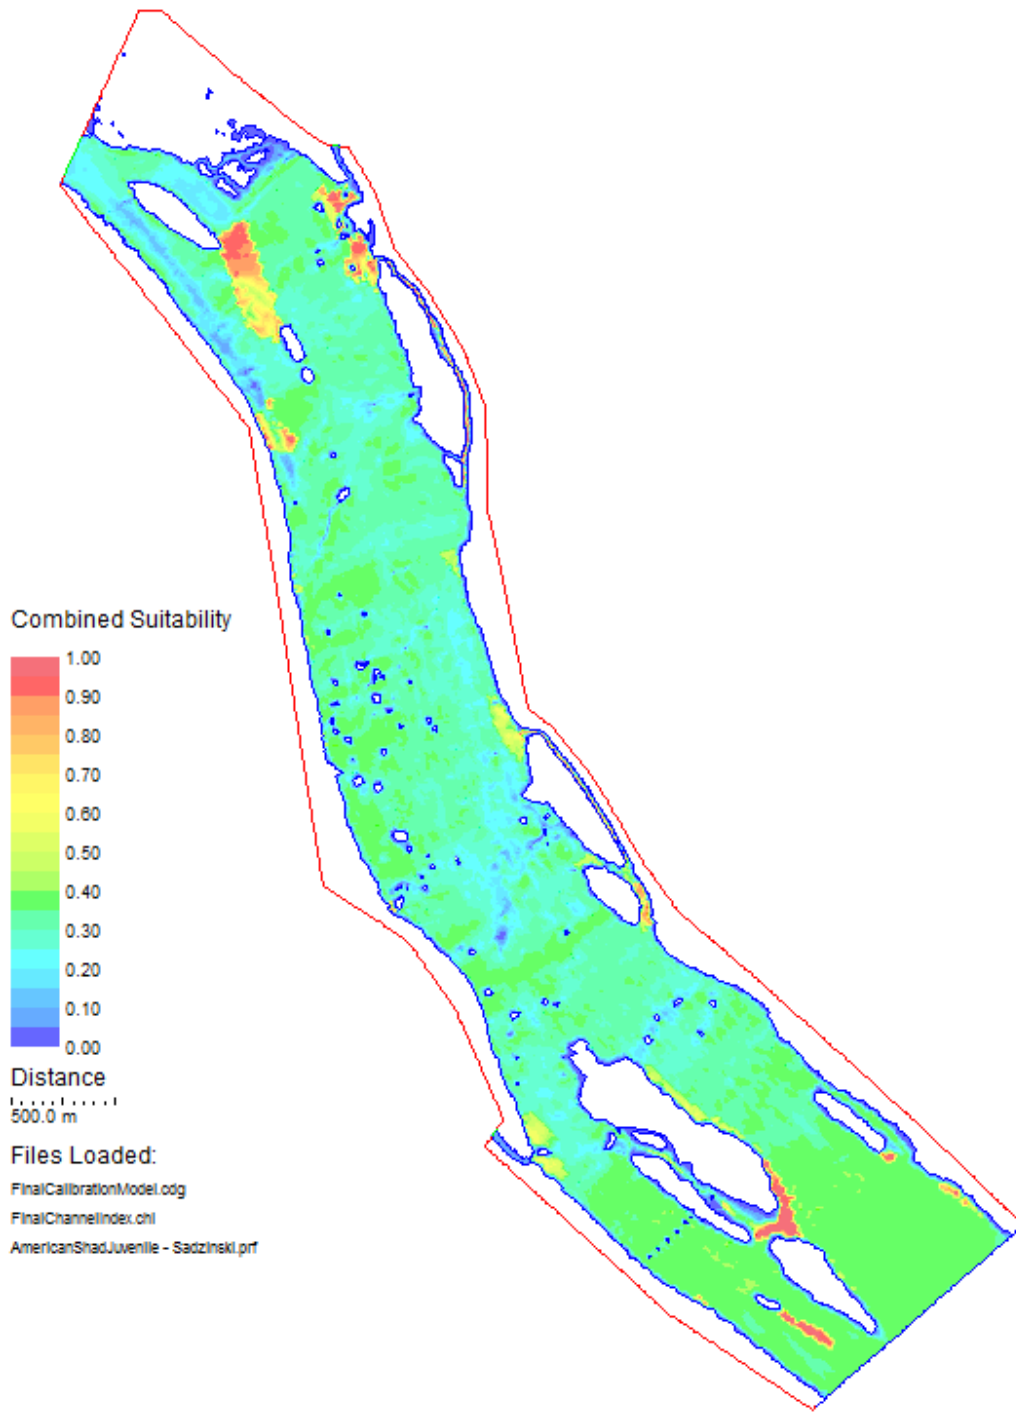 Combined Suitability
1.00
0.90
0.80
0.70
0.60
0.50
0.40
0.30
0.20
0.10
0.00
Distance
500.0 m
Files Loaded:
FinalCalibrationModel.cdg
FinalChannelIndex.chi
AmericanShadJuvenile - Sadzinski.prf